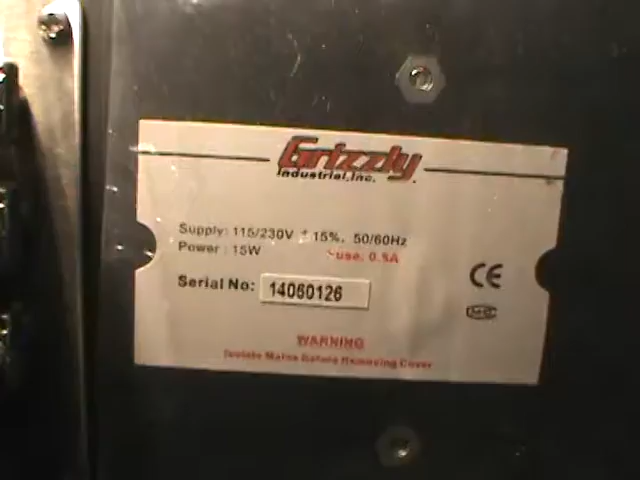 Grizzly
Industrial, Inc.
Supply: 115/230V ± 15%, 50/60Hz
Power : 15W Fuse: 0.5A
Serial No: 14060126
CE
WARNING
Isolate Mains Before Removing Cover